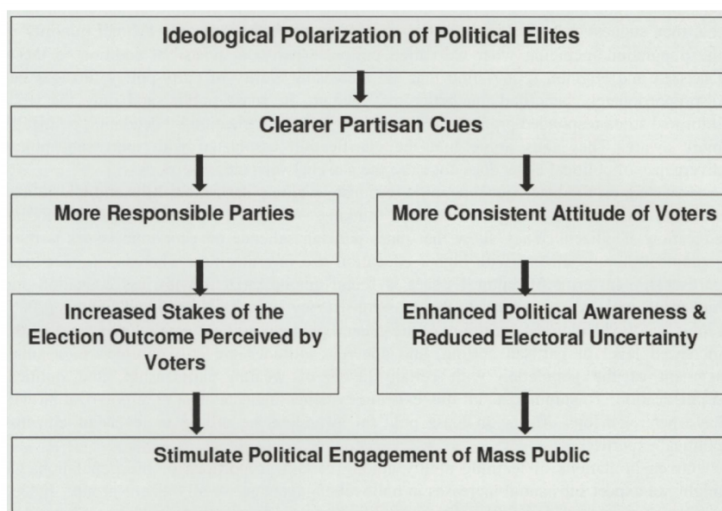 Ideological Polarization of Political Elites
Clearer Partisan Cues
More Responsible Parties
More Consistent Attitude of Voters
Increased Stakes of the
Election Outcome Perceived by
Voters
Enhanced Political Awareness &
Reduced Electoral Uncertainty
Stimulate Political Engagement of Mass Public